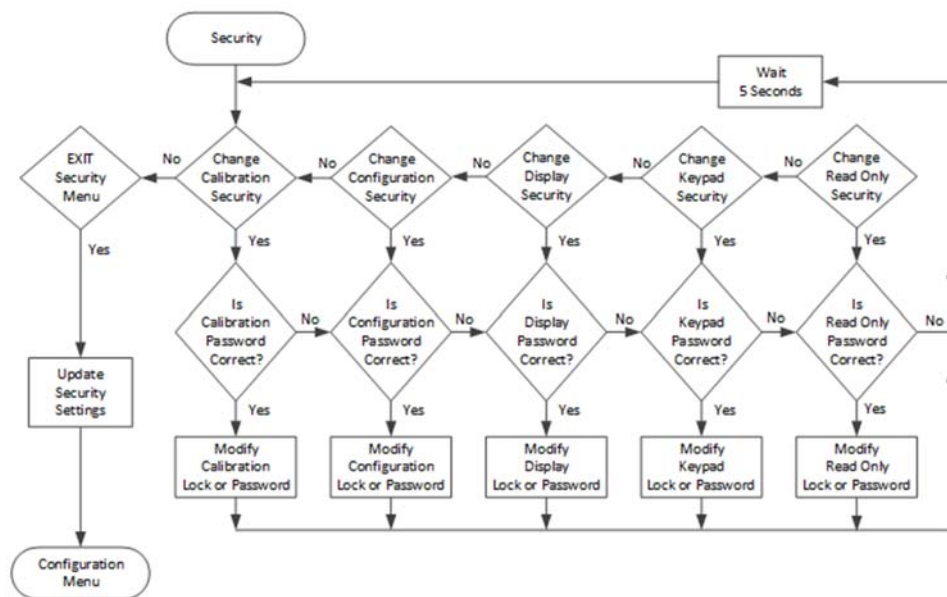 Security
Wait
5 Seconds
EXIT
Security
Menu
No
Change
Calibration
Security
No
Change
Configuration
Security
No
Change
Display
Security
No
Change
Keypad
Security
No
Change
Read Only
Security
Yes
Yes
Yes
Yes
Yes
Yes
Is
Calibration
Password
Correct?
No
Is
Configuration
Password
Correct?
No
Is
Display
Password
Correct?
No
Is
Keypad
Password
Correct?
No
Is
Read Only
Password
Correct?
No
Update
Security
Settings
Yes
Yes
Yes
Yes
Yes
Modify
Calibration
Lock or Password
Modify
Configuration
Lock or Password
Modify
Display
Lock or Password
Modify
Keypad
Lock or Password
Modify
Read Only
Lock or Password
Configuration
Menu